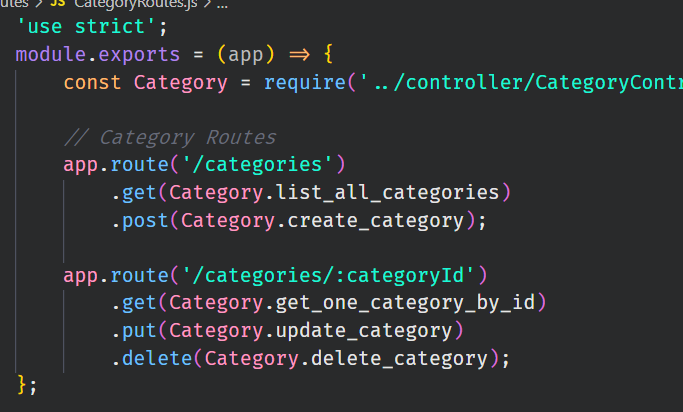 utes > JS CategoryRoutes.js > ...
'use strict';
module.exports = (app) => {
const Category = require('../controller/CategoryContr
// Category Routes
app.route('/categories')
.get(Category.list_all_categories)
.post(Category.create_category);
app.route('/categories/:categoryId')
.get(Category.get_one_category_by_id)
.put(Category.update_category)
.delete(Category.delete_category);
};